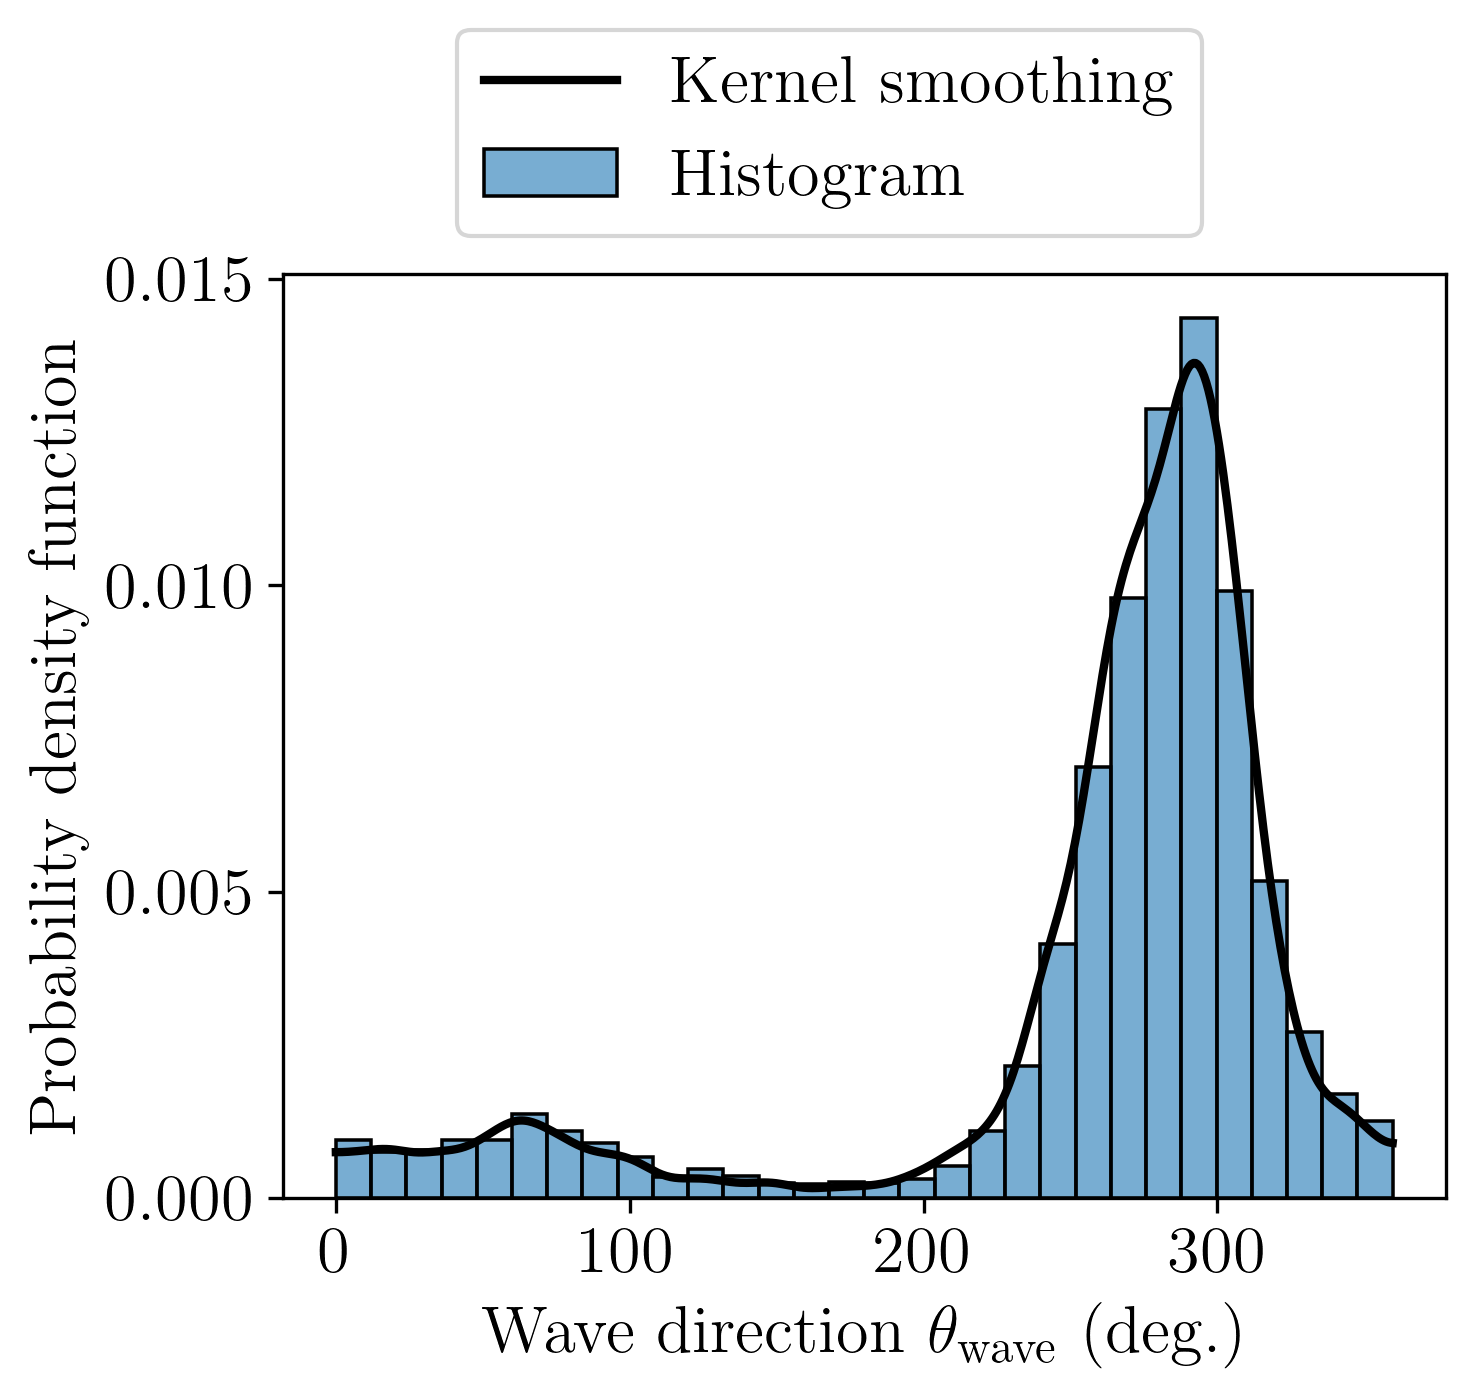 Kernel smoothing
Histogram
0.015
0.010
0.005
0.000
Probability density function
0
100
200
300
Wave direction θwave (deg.)